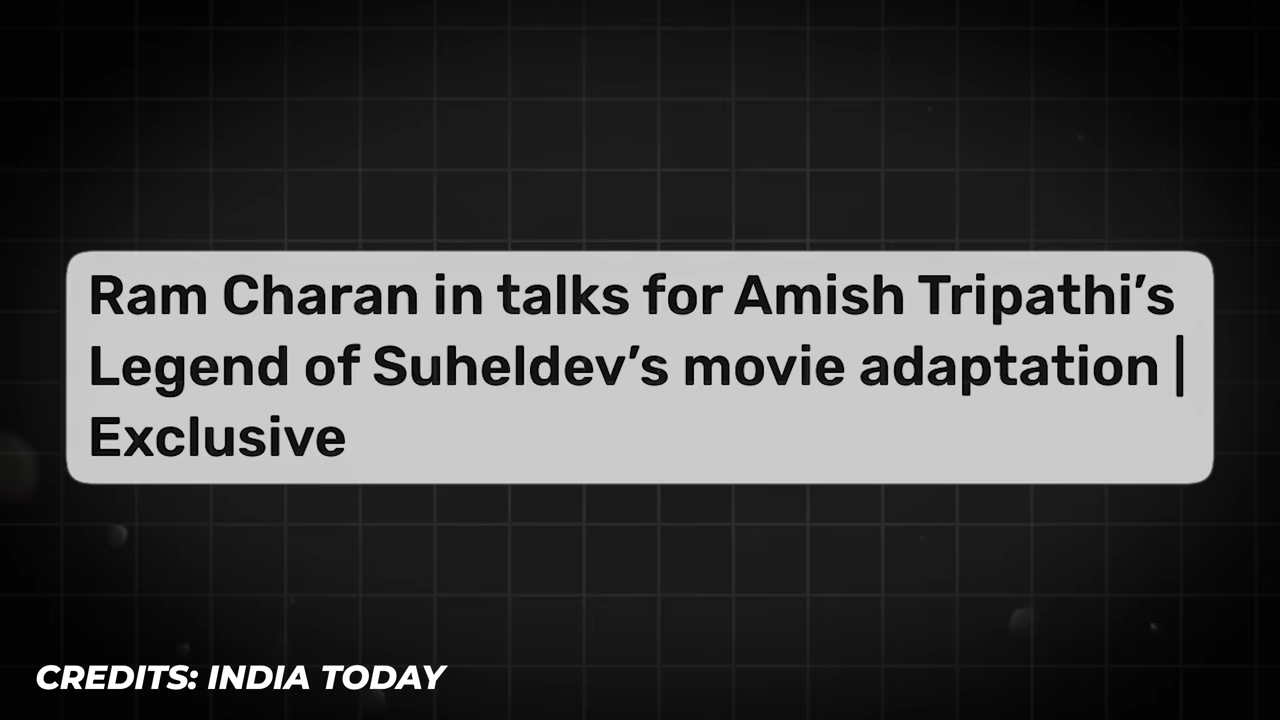 Ram Charan in talks for Amish Tripathi’s
Legend of Suheldev’s movie adaptation |
Exclusive
CREDITS: INDIA TODAY